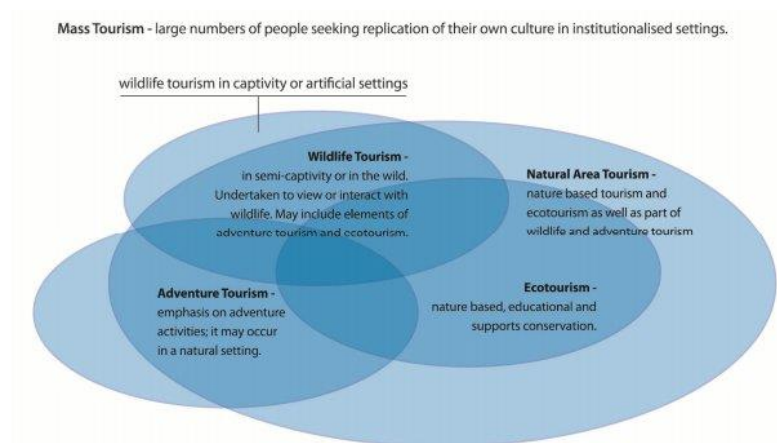 Mass Tourism - large numbers of people seeking replication of their own culture in institutionalised settings.
wildlife tourism in captivity or artificial settings
Wildlife Tourism -
in semi-captivity or in the wild.
Undertaken to view or interact with
wildlife. May include elements of
adventure tourism and ecotourism.
Natural Area Tourism -
nature based tourism and
ecotourism as well as part of
wildlife and adventure tourism
Adventure Tourism -
emphasis on adventure
activities; it may occur
in a natural setting.
Ecotourism -
nature based, educational and
supports conservation.